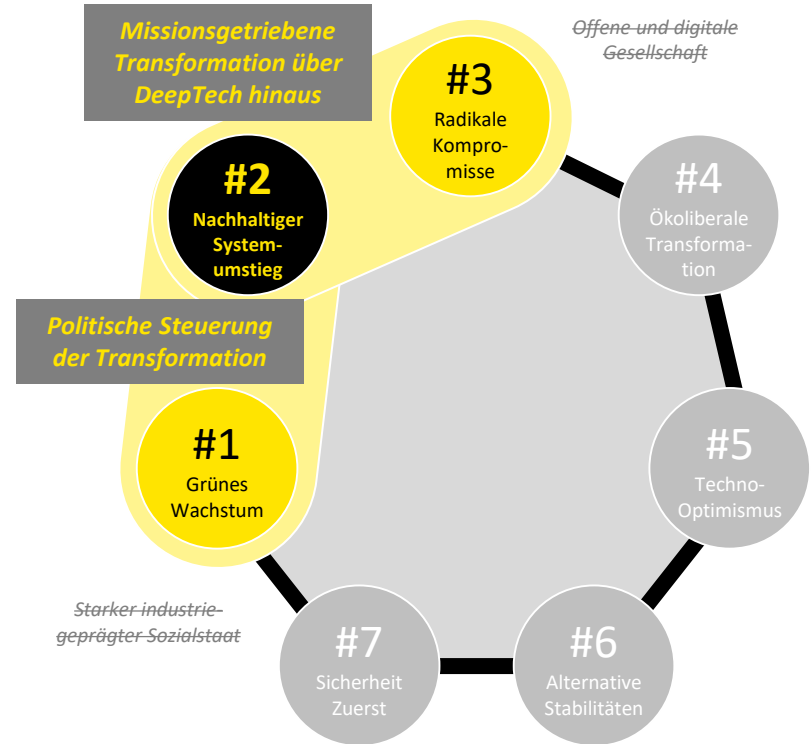 Missionsgetriebene
Transformation über
DeepTech hinaus
Offene und digitale
Gesellschaft
#3
Radikale
Kompro-
misse
#2
Nachhaltiger
System-
umstieg
#4
Ökoliberale
Transforma-
tion
Politische Steuerung
der Transformation
#1
Grünes
Wachstum
#5
Techno-
Optimismus
Starker industrie-
geprägter Sozialstaat
#7
Sicherheit
Zuerst
#6
Alternative
Stabilitäten